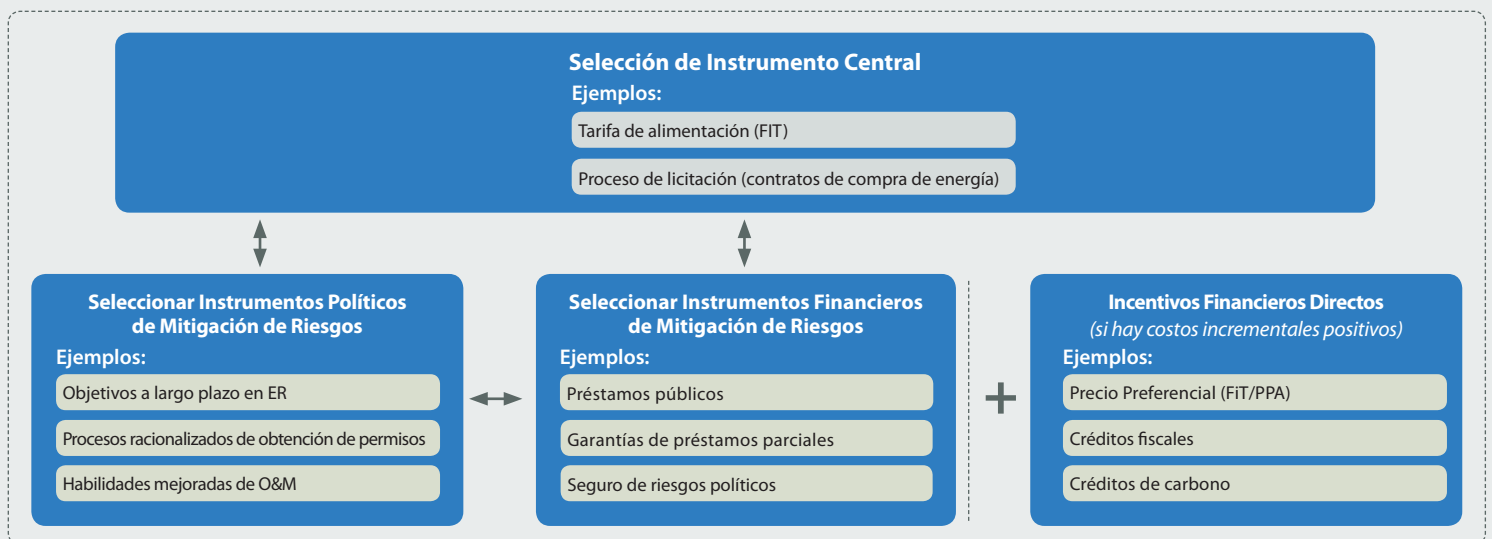 Selección de Instrumento Central
Ejemplos:
Tarifa de alimentación (FIT)
Proceso de licitación (contratos de compra de energía)
Seleccionar Instrumentos Políticos
de Mitigación de Riesgos
Ejemplos:
Objetivos a largo plazo en ER
Procesos racionalizados de obtención de permisos
Habilidades mejoradas de O&M
Seleccionar Instrumentos Financieros
de Mitigación de Riesgos
Ejemplos:
Préstamos públicos
Garantías de préstamos parciales
Seguro de riesgos políticos
+
Incentivos Financieros Directos
(si hay costos incrementales positivos)
Ejemplos:
Precio Preferencial (FiT/PPA)
Créditos fiscales
Créditos de carbono